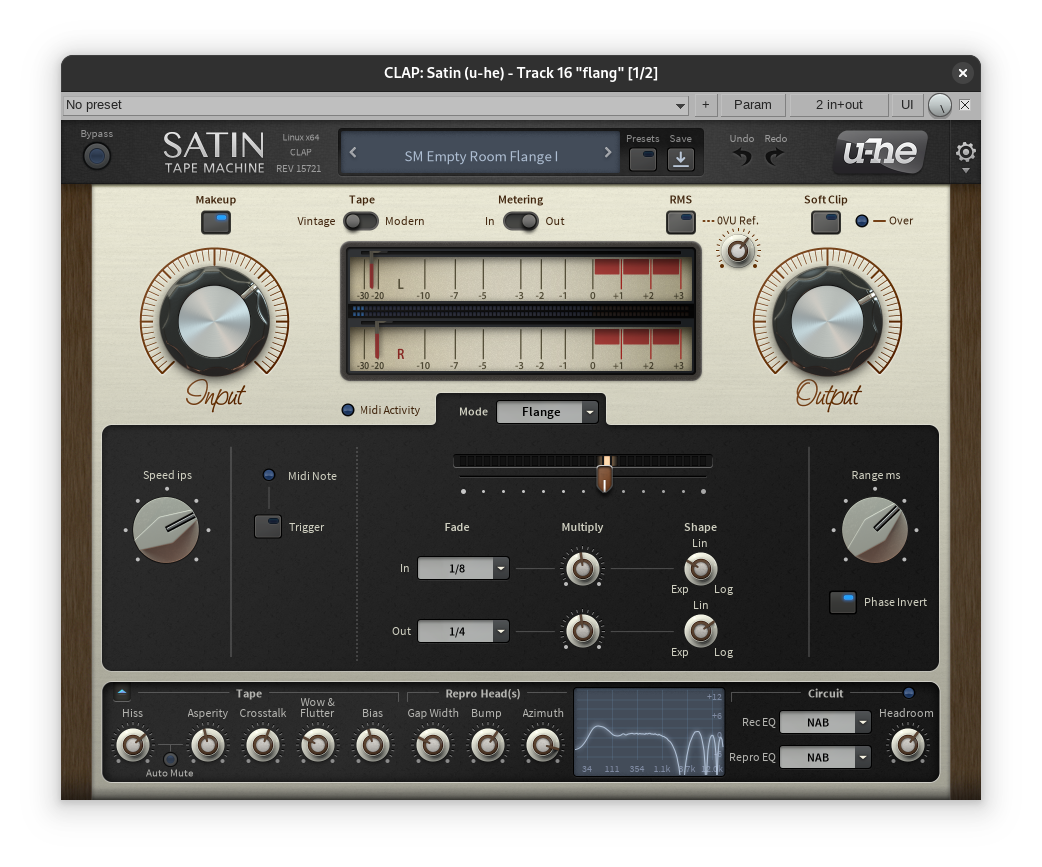 CLAP: Satin (u-he) - Track 16 "flang" [1/2]
No preset
+ Param 2 in+out UI
Bypass
SATIN
TAPE MACHINE
Linux x64
CLAP
REV 15721
SM Empty Room Flange I
Presets Save
Undo Redo
u-he
Makeup Tape Metering RMS Soft Clip
Vintage Modern In Out 0VU Ref. Over
L
-30 -20 -10 -7 -5 -3 -2 -1 0 +1 +2 +3
R
-30 -20 -10 -7 -5 -3 -2 -1 0 +1 +2 +3
Input Output
Midi Activity
Mode Flange
Speed ips Midi Note Range ms
Trigger
Fade Multiply Shape
Lin
In 1/8
Exp Log
Phase Invert
Lin
Out 1/4
Exp Log
Tape Repro Head(s) Circuit
Hiss Asperity Crosstalk Wow & Flutter Bias Gap Width Bump Azimuth
Auto Mute
+12
+6
34 111 354 1.1k
Rec EQ NAB Headroom
Repro EQ NAB